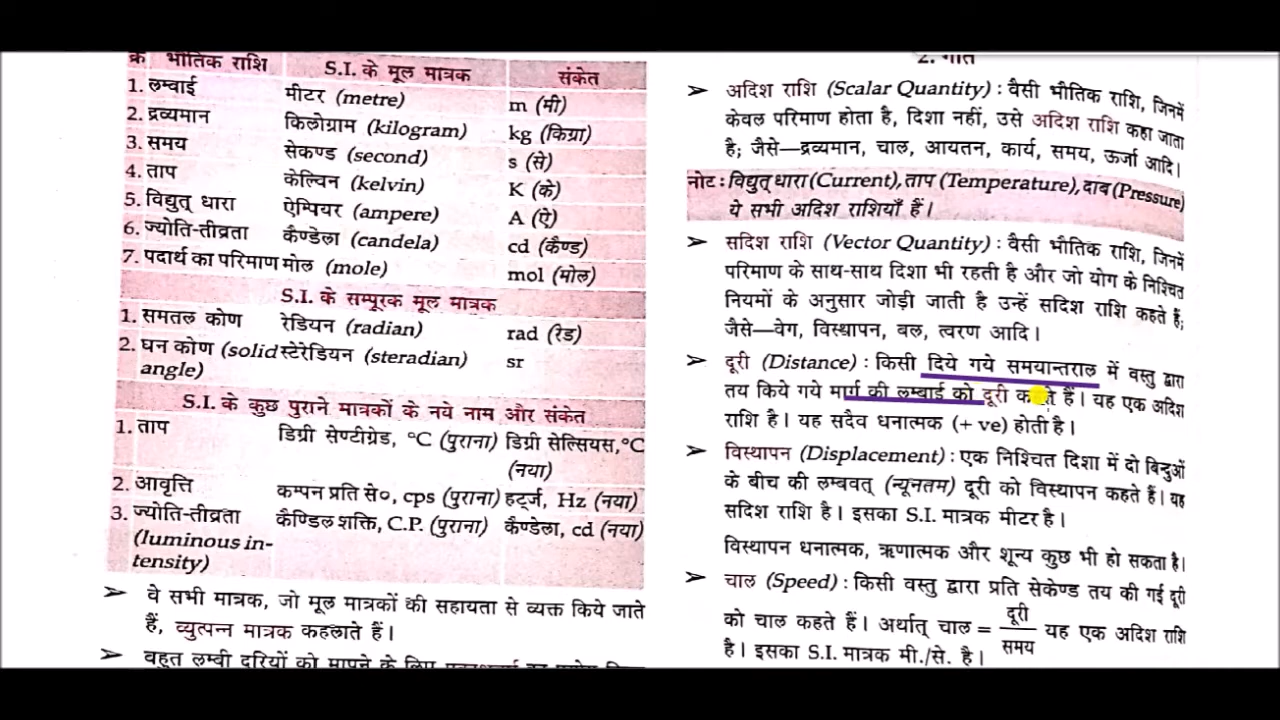 क्र भौतिक राशि S.I. के मूल मात्रक संकेत
1. लम्बाई मीटर (metre) m (मी)
2. द्रव्यमान किलोग्राम (kilogram) kg (किग्रा)
3. समय सेकण्ड (second) s (से)
4. ताप केल्विन (kelvin) K (के)
5. विद्युत् धारा ऐम्पियर (ampere) A (ऐ)
6. ज्योति-तीव्रता कैण्डेला (candela) cd (कैण्ड)
7. पदार्थ का परिमाण मोल (mole) mol (मोल)
S.I. के सम्पूरक मूल मात्रक
1. समतल कोण रेडियन (radian) rad (रेड)
2. घन कोण (solid स्टेरेडियन (steradian) sr
angle)
S.I. के कुछ पुराने मात्रकों के नये नाम और संकेत
1. ताप डिग्री सेण्टीग्रेड, °C (पुराना) डिग्री सेल्सियस, °C
(नया)
2. आवृत्ति कम्पन प्रति से०, cps (पुराना) हर्ट्ज, Hz (नया)
3. ज्योति-तीव्रता कैण्डिल शक्ति, C.P. (पुराना) कैण्डेला, cd (नया)
(luminous in-
tensity)
➢ वे सभी मात्रक, जो मूल मात्रकों की सहायता से व्यक्त किये जाते
हैं, व्युत्पन्न मात्रक कहलाते हैं।
➢ बहुत लम्बी दूरियों को मापने के लिए
2. गति
➢ अदिश राशि (Scalar Quantity) : वैसी भौतिक राशि, जिनमें
केवल परिमाण होता है, दिशा नहीं, उसे अदिश राशि कहा जाता
है; जैसे—द्रव्यमान, चाल, आयतन, कार्य, समय, ऊर्जा आदि।
नोट : विद्युत् धारा (Current), ताप (Temperature), दाब (Pressure)
ये सभी अदिश राशियाँ हैं।
➢ सदिश राशि (Vector Quantity) : वैसी भौतिक राशि, जिनमें
परिमाण के साथ-साथ दिशा भी रहती है और जो योग के निश्चित
नियमों के अनुसार जोड़ी जाती है उन्हें सदिश राशि कहते हैं;
जैसे—वेग, विस्थापन, बल, त्वरण आदि।
➢ दूरी (Distance) : किसी दिये गये समयान्तराल में वस्तु द्वारा
तय किये गये मार्ग की लम्बाई को दूरी कहते हैं। यह एक अदिश
राशि है। यह सदैव धनात्मक (+ ve) होती है।
➢ विस्थापन (Displacement) : एक निश्चित दिशा में दो बिन्दुओं
के बीच की लम्बवत् (न्यूनतम) दूरी को विस्थापन कहते हैं। यह
सदिश राशि है। इसका S.I. मात्रक मीटर है।
विस्थापन धनात्मक, ऋणात्मक और शून्य कुछ भी हो सकता है।
➢ चाल (Speed) : किसी वस्तु द्वारा प्रति सेकेण्ड तय की गई दूरी
को चाल कहते हैं। अर्थात् चाल = दूरी/समय यह एक अदिश राशि
है। इसका S.I. मात्रक मी./से. है।